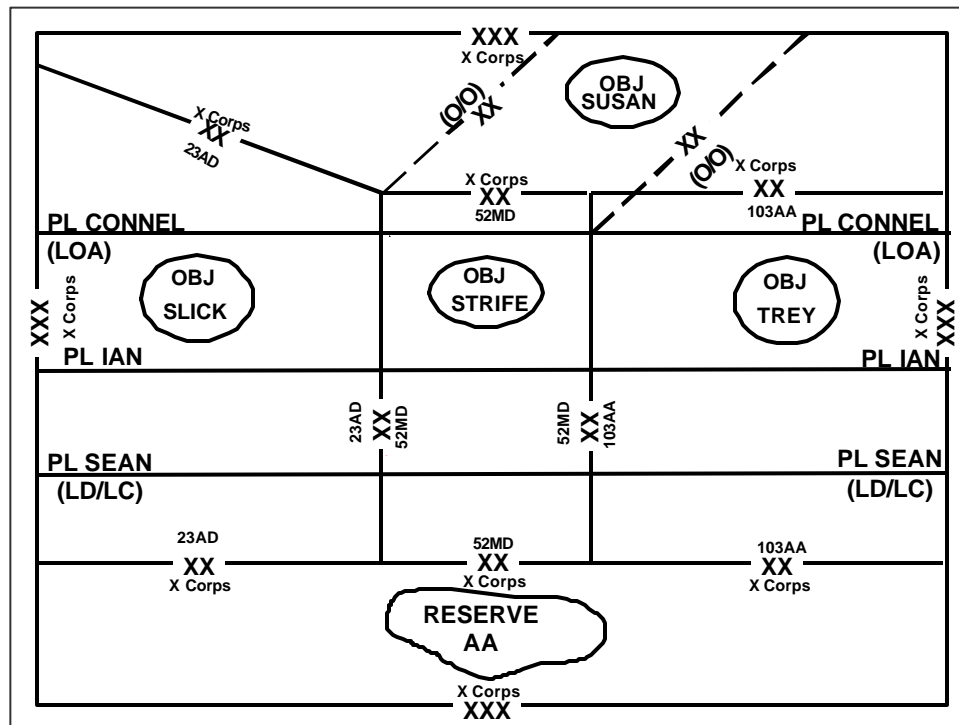 XXX
X Corps
(O/O)
XX
OBJ
SUSAN
XX
(O/O)
X Corps
XX
23AD
X Corps
XX
52MD
X Corps
XX
103AA
PL CONNEL
(LOA)
PL CONNEL
(LOA)
XXX
X Corps
OBJ
SLICK
OBJ
STRIFE
OBJ
TREY
X Corps
XXX
PL IAN
PL IAN
23AD
XX
52MD
52MD
XX
103AA
PL SEAN
(LD/LC)
PL SEAN
(LD/LC)
23AD
XX
X Corps
52MD
XX
X Corps
103AA
XX
X Corps
RESERVE
AA
X Corps
XXX